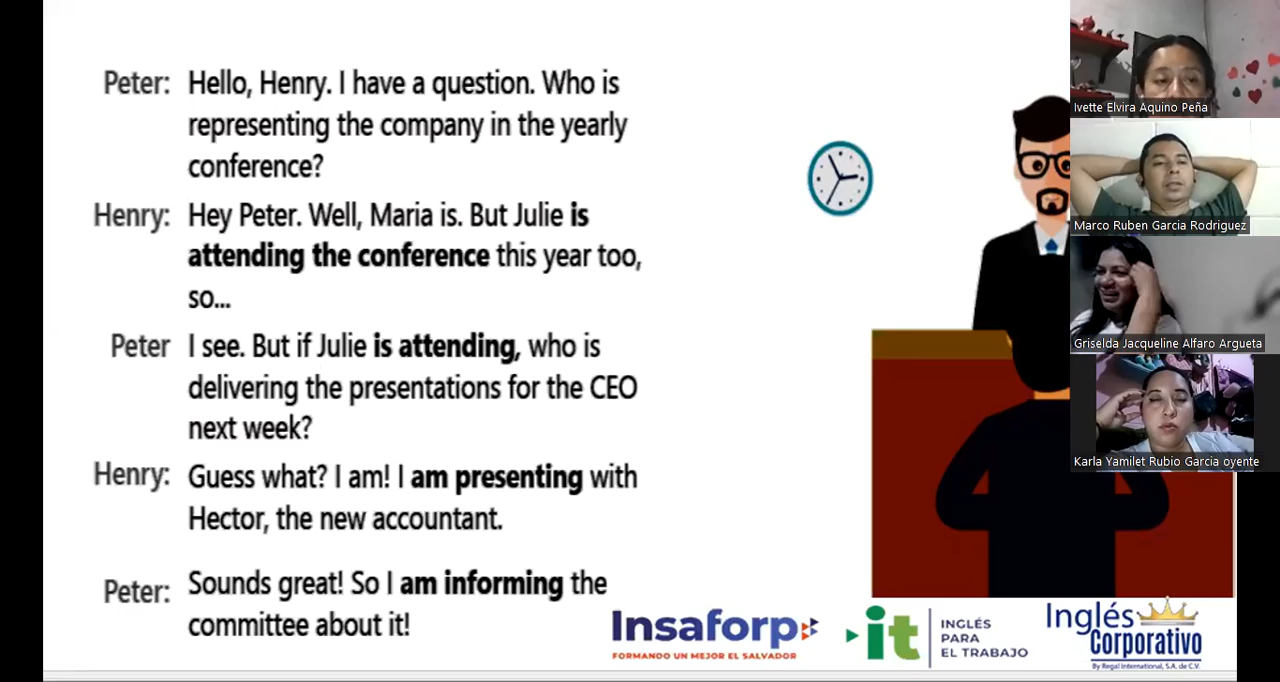 Peter: Hello, Henry. I have a question. Who is
representing the company in the yearly
conference?
Henry: Hey Peter. Well, Maria is. But Julie is
attending the conference this year too,
so...
Peter I see. But if Julie is attending, who is
delivering the presentations for the CEO
next week?
Henry: Guess what? I am! I am presenting with
Hector, the new accountant.
Peter: Sounds great! So I am informing the
committee about it!
Insaforp
FORMANDO UN MEJOR EL SALVADOR
it
INGLÉS
PARA
EL TRABAJO
Inglés
Corporativo
By Regal International, S.A. de C.V.
Ivette Elvira Aquino Peña
Marco Ruben Garcia Rodriguez
Griselda Jacqueline Alfaro Argueta
Karla Yamilet Rubio Garcia oyente